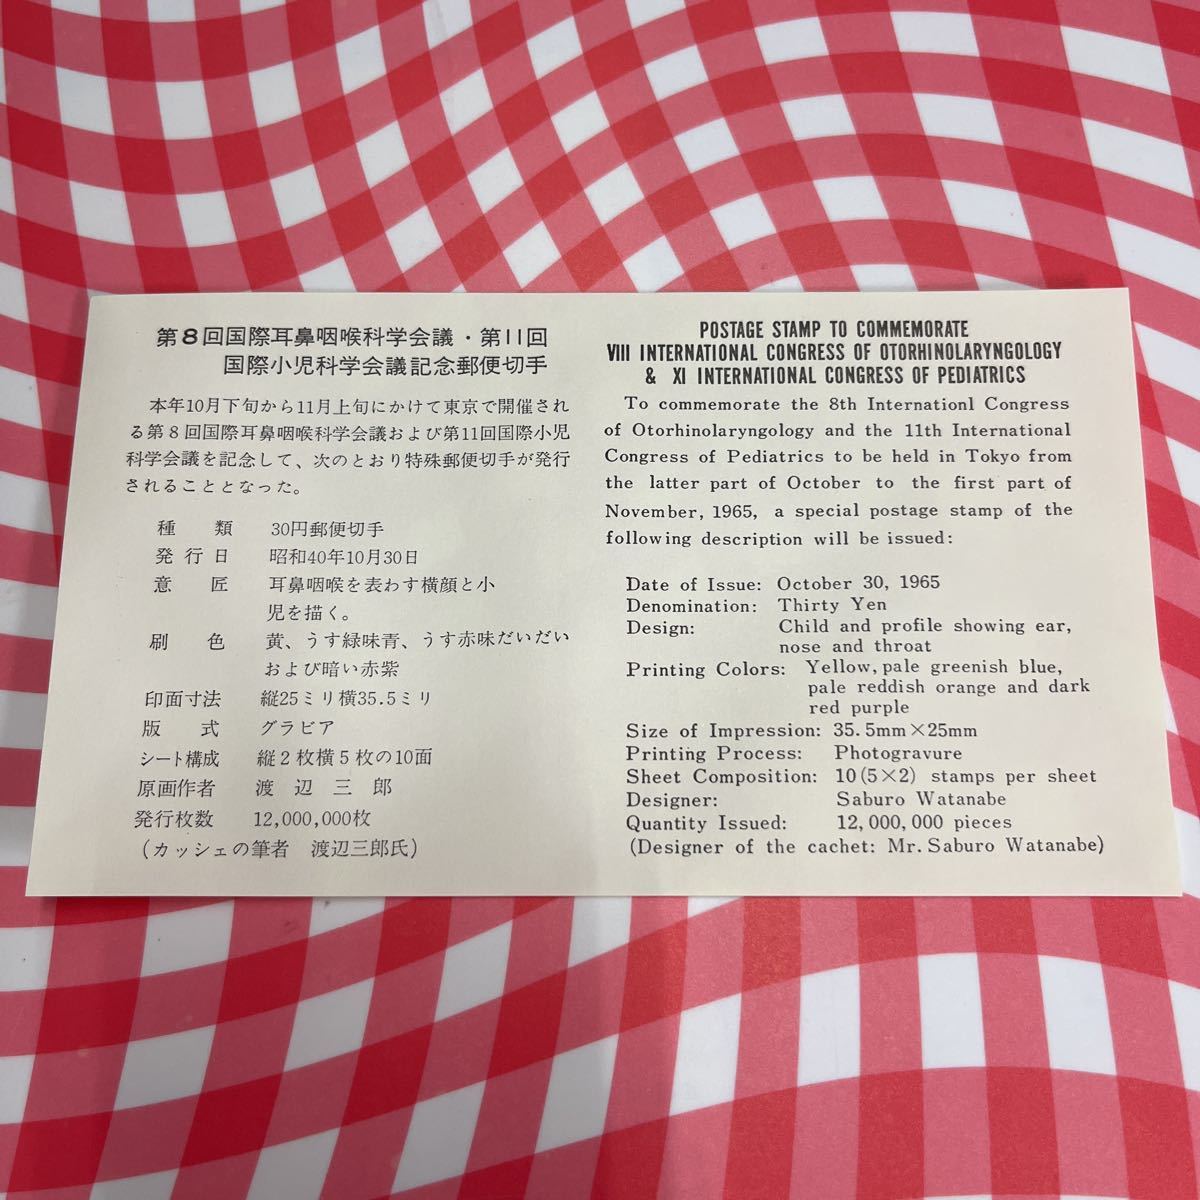 第8回国際耳鼻咽喉科学会議・第11回
国際小児科学会議記念郵便切手
本年10月下旬から11月上旬にかけて東京で開催され
る第8回国際耳鼻咽喉科学会議および第11回国際小児
科学会議を記念して、次のとおり特殊郵便切手が発行
されることとなった。
種類 30円郵便切手
発行日 昭和40年10月30日
意匠 耳鼻咽喉を表わす横顔と小
児を描く。
刷色 黄、うす緑味青、うす赤味だいだい
および暗い赤紫
印面寸法 縦25ミリ横35.5ミリ
版式 グラビア
シート構成 縦2枚横5枚の10面
原画作者 渡辺三郎
発行枚数 12,000,000枚
(カッシェの筆者 渡辺三郎氏)
POSTAGE STAMP TO COMMEMORATE
VIII INTERNATIONAL CONGRESS OF OTORHINOLARYNGOLOGY
& XI INTERNATIONAL CONGRESS OF PEDIATRICS
To commemorate the 8th Internationl Congress
of Otorhinolaryngology and the 11th International
Congress of Pediatrics to be held in Tokyo from
the latter part of October to the first part of
November, 1965, a special postage stamp of the
following description will be issued:
Date of Issue: October 30, 1965
Denomination: Thirty Yen
Design: Child and profile showing ear,
nose and throat
Printing Colors: Yellow, pale greenish blue,
pale reddish orange and dark
red purple
Size of Impression: 35.5mm×25mm
Printing Process: Photogravure
Sheet Composition: 10 (5×2) stamps per sheet
Designer: Saburo Watanabe
Quantity Issued: 12,000,000 pieces
(Designer of the cachet: Mr. Saburo Watanabe)